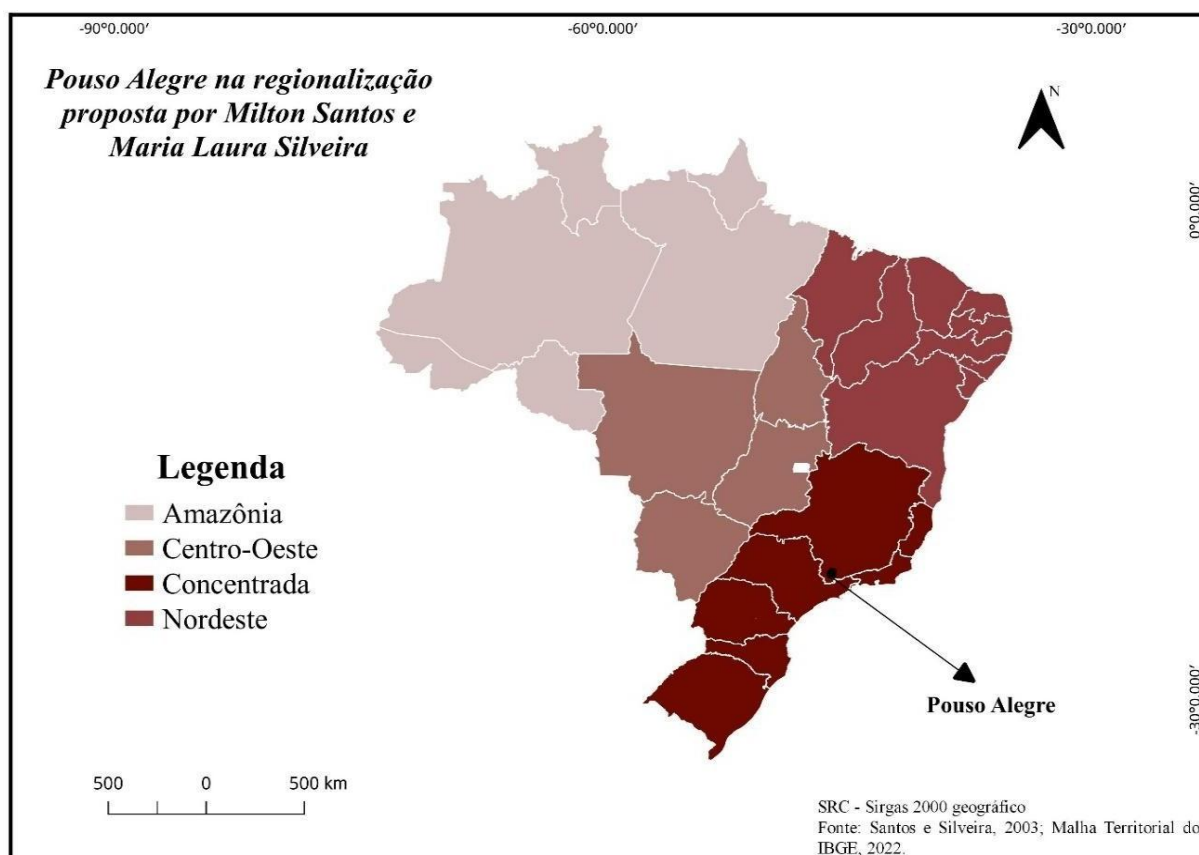 -90°0.000′
-60°0.000′
-30°0.000′
Pouso Alegre na regionalização
proposta por Milton Santos e
Maria Laura Silveira
N
0°0.000′
Legenda
Amazônia
Centro-Oeste
Concentrada
Nordeste
Pouso Alegre
-30°0.000′
500 0 500 km
SRC - Sirgas 2000 geográfico
Fonte: Santos e Silveira, 2003; Malha Territorial do
IBGE, 2022.